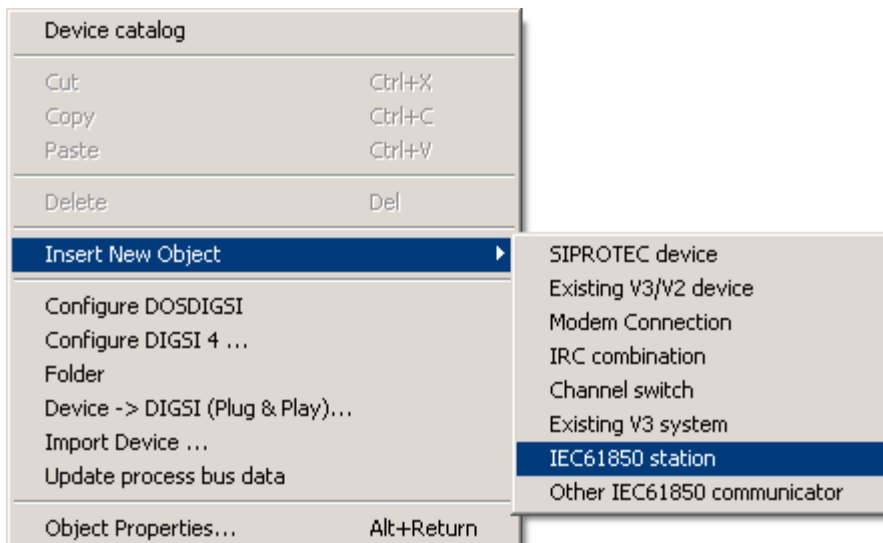 Device catalog
Cut Ctrl+X
Copy Ctrl+C
Paste Ctrl+V
Delete Del
Insert New Object
Configure DOSDIGSI
Configure DIGSI 4 ...
Folder
Device -> DIGSI (Plug & Play)...
Import Device ...
Update process bus data
Object Properties... Alt+Return
SIPROTEC device
Existing V3/V2 device
Modem Connection
IRC combination
Channel switch
Existing V3 system
IEC61850 station
Other IEC61850 communicator